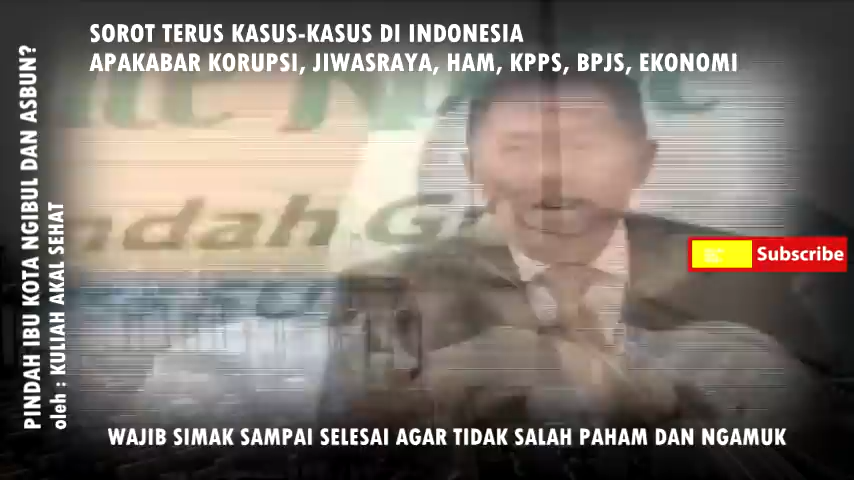 SOROT TERUS KASUS-KASUS DI INDONESIA
APAKABAR KORUPSI, JIWASRAYA, HAM, KPPS, BPJS, EKONOMI
PINDAH IBU KOTA NGIBUL DAN ASBUN?
oleh : KULIAH AKAL SEHAT
ndah G
Subscribe
WAJIB SIMAK SAMPAI SELESAI AGAR TIDAK SALAH PAHAM DAN NGAMUK